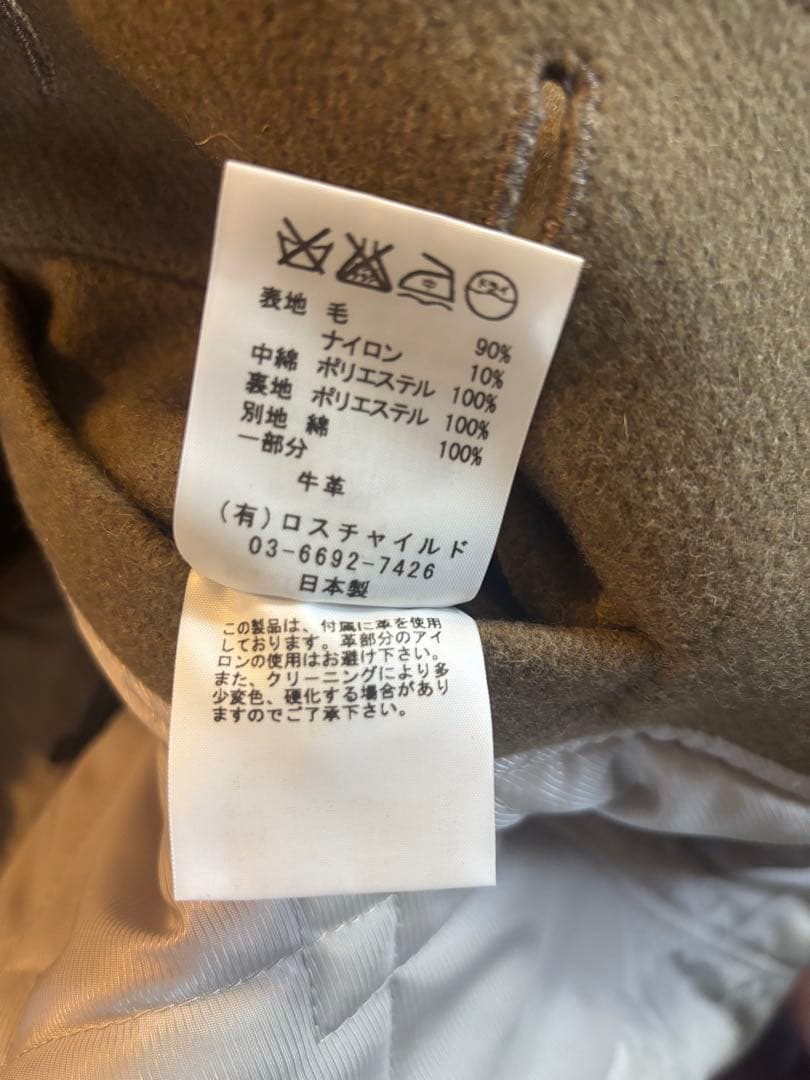 中
ドライ
表地 毛 90%
ナイロン 10%
中綿 ポリエステル 100%
裏地 ポリエステル 100%
別地 綿 100%
一部分
牛革
(有)ロスチャイルド
03-6692-7426
日本製
この製品は、付属に革を使用
しております。革部分のアイ
ロンの使用はお避け下さい。
また、クリーニングにより多
少変色、硬化する場合があり
ますのでご了承下さい。